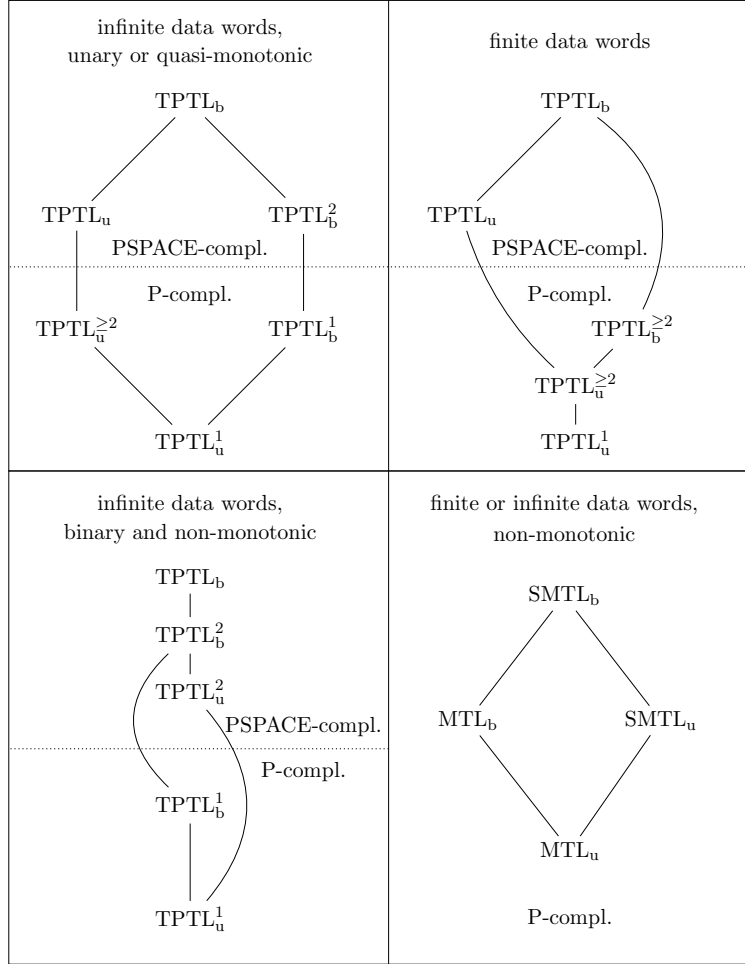 infinite data words,
unary or quasi-monotonic
TPTL_b
TPTL_u TPTL_b^2
PSPACE-compl.
P-compl.
TPTL_u^{≥2} TPTL_b^1
TPTL_u^1
finite data words
TPTL_b
TPTL_u
PSPACE-compl.
P-compl.
TPTL_b^{≥2}
TPTL_u^{≥2}
TPTL_u^1
infinite data words,
binary and non-monotonic
TPTL_b
TPTL_b^2
TPTL_u^2
PSPACE-compl.
P-compl.
TPTL_b^1
TPTL_u^1
finite or infinite data words,
non-monotonic
SMTL_b
MTL_b SMTL_u
MTL_u
P-compl.